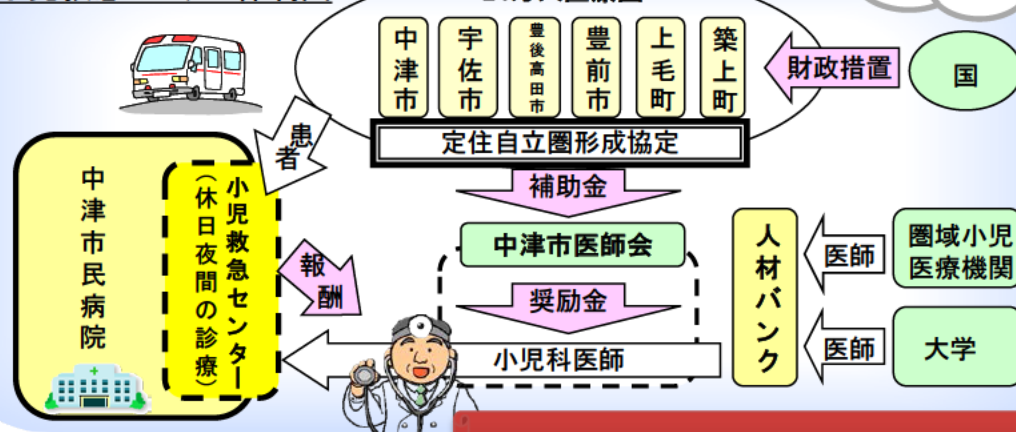 中津市
宇佐市
豊後高田市
豊前市
上毛町
築上町
財政措置
国
定住自立圏形成協定
患者
補助金
中津市民病院
小児救急センター
（休日夜間の診療）
報酬
中津市医師会
奨励金
小児科医師
人材バンク
医師
圏域小児
医療機関
医師
大学